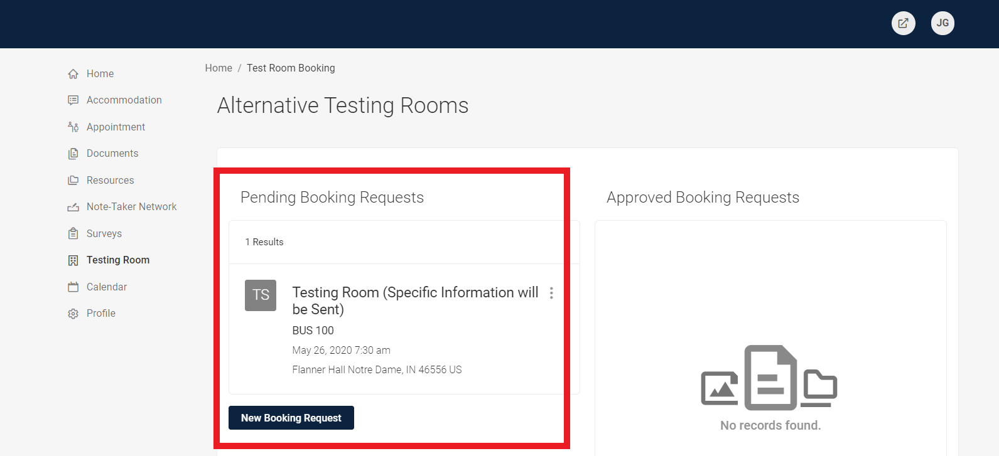 JG
Home
Accommodation
Appointment
Documents
Resources
Note-Taker Network
Surveys
Testing Room
Calendar
Profile
Home / Test Room Booking
Alternative Testing Rooms
Pending Booking Requests
1 Results
TS
Testing Room (Specific Information will
be Sent)
BUS 100
May 26, 2020 7:30 am
Flanner Hall Notre Dame, IN 46556 US
New Booking Request
Approved Booking Requests
No records found.